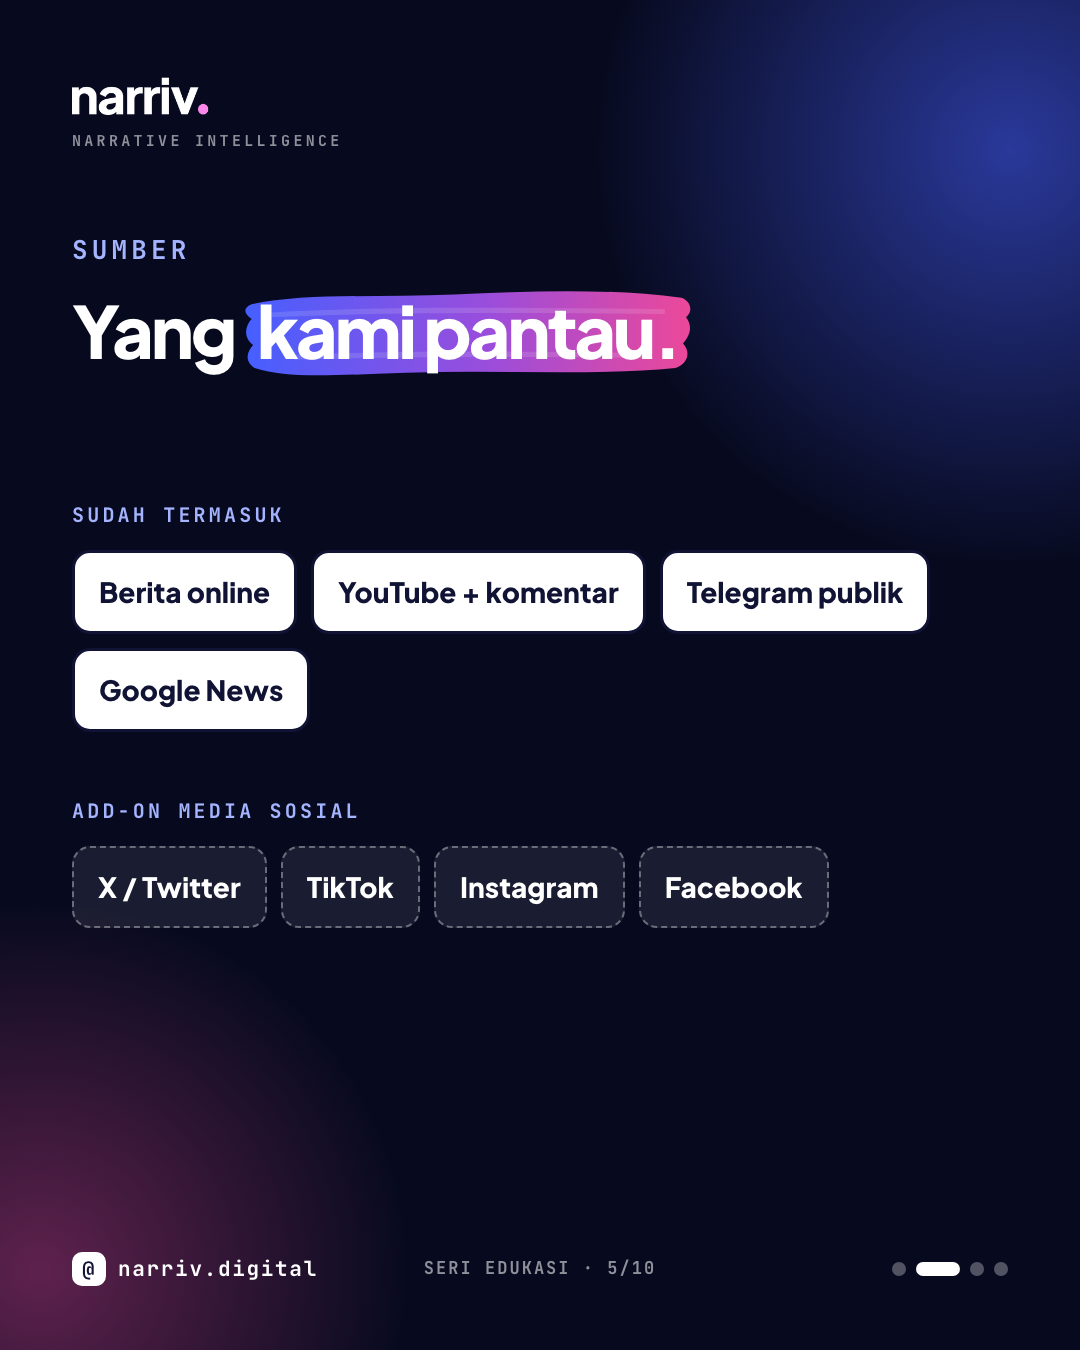 narriv.
NARRATIVE INTELLIGENCE
SUMBER
Yang kami pantau.
SUDAH TERMASUK
Berita online
YouTube + komentar
Telegram publik
Google News
ADD-ON MEDIA SOSIAL
X / Twitter
TikTok
Instagram
Facebook
@ narriv.digital
SERI EDUKASI · 5/10